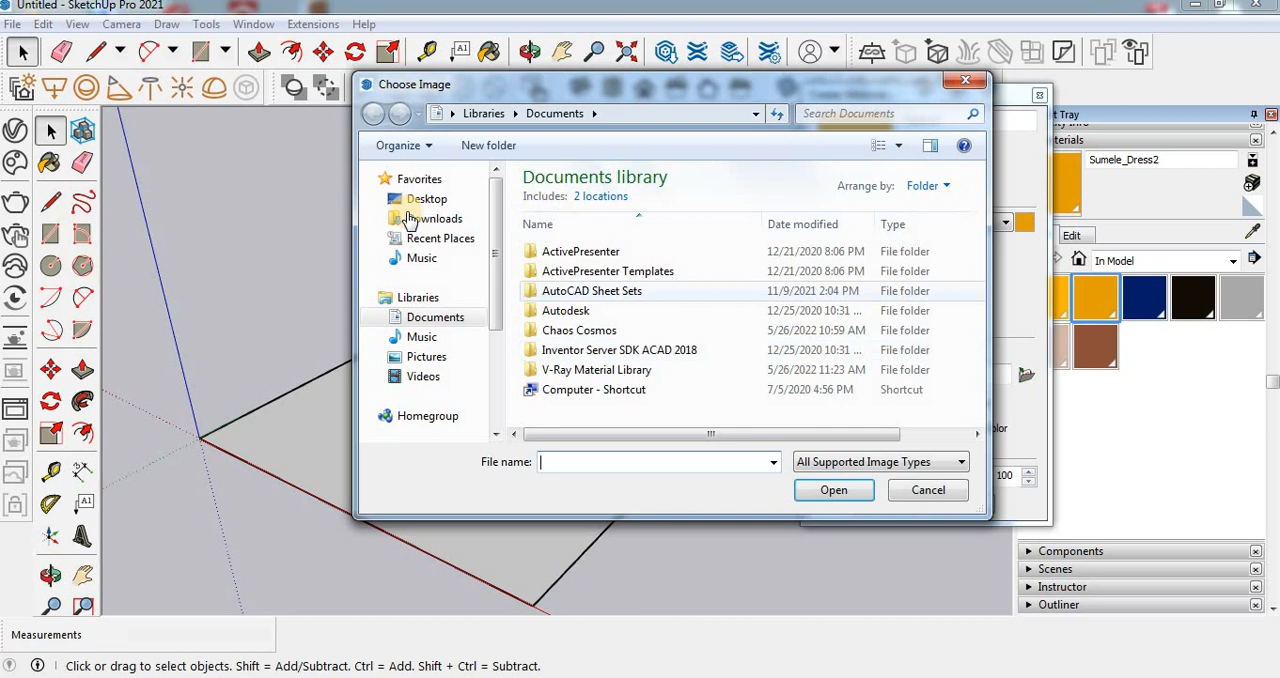 Untitled - SketchUp Pro 2021
File Edit View Camera Draw Tools Window Extensions Help
Choose Image
Libraries Documents
Search Documents
Organize New folder
Favorites
Desktop
Downloads
Recent Places
Music
Libraries
Documents
Music
Pictures
Videos
Homegroup
Documents library
Includes: 2 locations
Arrange by: Folder
Name Date modified Type
ActivePresenter 12/21/2020 8:06 PM File folder
ActivePresenter Templates 12/21/2020 8:06 PM File folder
AutoCAD Sheet Sets 11/9/2021 2:04 PM File folder
Autodesk 12/25/2020 10:31 ... File folder
Chaos Cosmos 5/26/2022 10:59 AM File folder
Inventor Server SDK ACAD 2018 12/25/2020 10:31 ... File folder
V-Ray Material Library 5/26/2022 11:23 AM File folder
Computer - Shortcut 7/5/2020 4:56 PM Shortcut
File name:
All Supported Image Types
Open Cancel
t Tray
aterials
Sumele_Dress2
Edit
In Model
olor
100
Components
Scenes
Instructor
Outliner
Measurements
Click or drag to select objects. Shift = Add/Subtract. Ctrl = Add. Shift + Ctrl = Subtract.